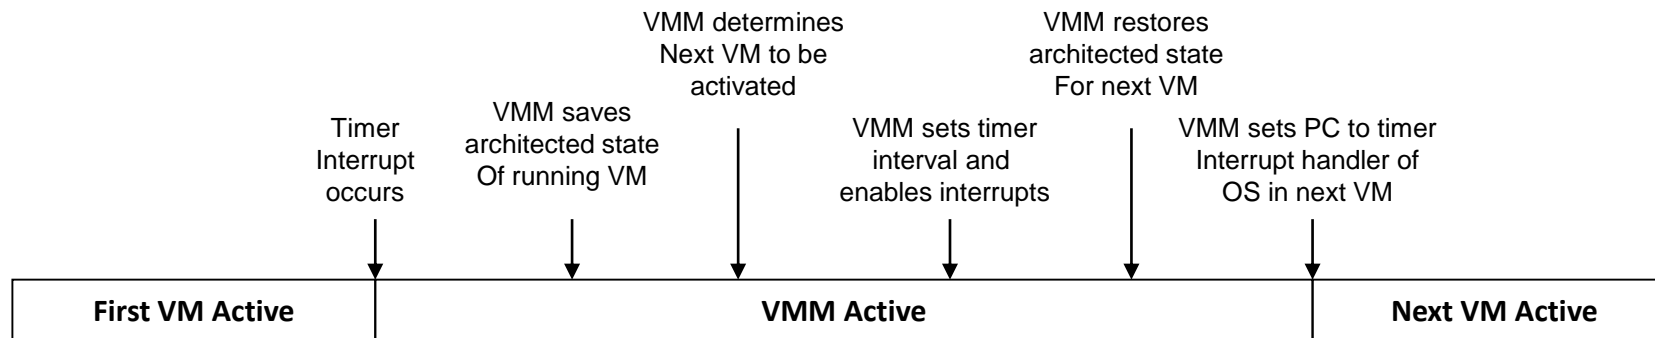 Timer
Interrupt
occurs
VMM saves
architected state
Of running VM
VMM determines
Next VM to be
activated
VMM sets timer
interval and
enables interrupts
VMM restores
architected state
For next VM
VMM sets PC to timer
Interrupt handler of
OS in next VM
First VM Active
VMM Active
Next VM Active